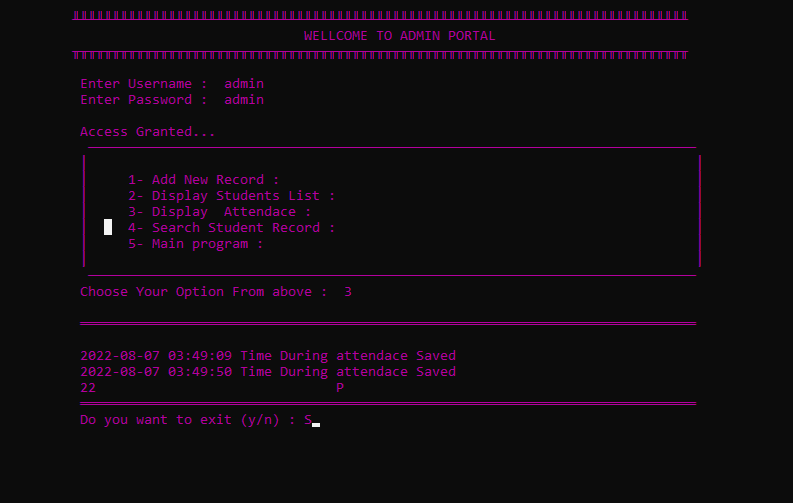 WELLCOME TO ADMIN PORTAL
Enter Username :  admin
Enter Password :  admin
Access Granted...
1- Add New Record :
2- Display Students List :
3- Display  Attendace :
4- Search Student Record :
5- Main program :
Choose Your Option From above :  3
2022-08-07 03:49:09 Time During attendace Saved
2022-08-07 03:49:50 Time During attendace Saved
22                              P
Do you want to exit (y/n) : S